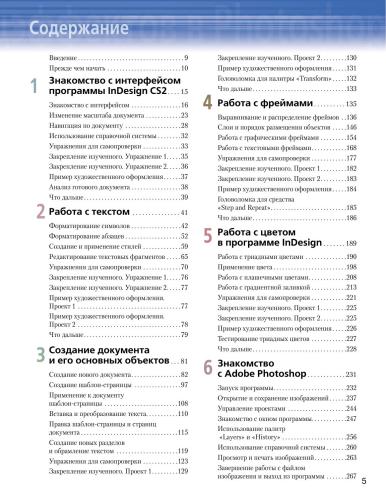 Содержание
Введение . . . . . . . . . . 9
Прежде чем начать . . . . . . . . . . 10
1 Знакомство с интерфейсом
программы InDesign CS2 . . . . 15
Знакомство с интерфейсом . . . . . . . . . . 16
Изменение масштаба документа . . . . . . . . . . 23
Навигация по документу . . . . . . . . . . 28
Использование справочной системы . . . . . . . . . . 32
Упражнения для самопроверки . . . . . . . . . . 33
Закрепление изученного. Упражнение 1. . . . . 35
Закрепление изученного. Упражнение 2. . . . . 36
Пример художественного оформления . . . . . 37
Анализ готового документа . . . . . . . . . . 38
Что дальше . . . . . . . . . . 39
2 Работа с текстом . . . . . . . . . . 41
Форматирование символов . . . . . . . . . . 42
Форматирование абзацев . . . . . . . . . . 52
Создание и применение стилей . . . . . . . . . . 59
Редактирование текстовых фрагментов . . . . . 65
Упражнения для самопроверки . . . . . . . . . . 70
Закрепление изученного. Упражнение 1. . . . . 76
Закрепление изученного. Упражнение 2. . . . . 77
Пример художественного оформления.
Проект 1 . . . . . . . . . . 77
Пример художественного оформления.
Проект 2 . . . . . . . . . . 78
Что дальше . . . . . . . . . . 79
3 Создание документа
и его основных объектов . . . . 81
Создание нового документа . . . . . . . . . . 82
Создание шаблон-страницы . . . . . . . . . . 97
Применение к документу
шаблон-страницы . . . . . . . . . . 108
Вставка и преобразование текста . . . . . . . . . . 110
Правка шаблон-страницы и страниц
документа . . . . . . . . . . 115
Создание новых разделов
и обрамление текстом . . . . . . . . . . 119
Упражнения для самопроверки . . . . . . . . . . 123
Закрепление изученного. Проект 1 . . . . . . . . . . 129
Закрепление изученного. Проект 2 . . . . . . . . . . 130
Пример художественного оформления . . . . . 131
Головоломка для палитры «Transform» . . . . . 132
Что дальше . . . . . . . . . . 133
4 Работа с фреймами . . . . . . . . . . 135
Выравнивание и распределение фреймов . . 136
Слои и порядок размещения объектов . . . . . 146
Работа с графическими фреймами . . . . . . . . . . 154
Работа с текстовыми фреймами . . . . . . . . . . 168
Упражнения для самопроверки . . . . . . . . . . 177
Закрепление изученного. Проект 1 . . . . . . . . . . 182
Закрепление изученного. Проект 2 . . . . . . . . . . 183
Пример художественного оформления . . . . . 184
Головоломка для средства
«Step and Repeat» . . . . . . . . . . 185
Что дальше . . . . . . . . . . 186
5 Работа с цветом
в программе InDesign . . . . . . . . . . 189
Работа с триадными цветами . . . . . . . . . . 190
Применение цвета . . . . . . . . . . 198
Работа с плашечными цветами . . . . . . . . . . 208
Работа с градиентной заливкой . . . . . . . . . . 213
Упражнения для самопроверки . . . . . . . . . . 221
Закрепление изученного. Проект 1 . . . . . . . . . . 225
Закрепление изученного. Проект 2 . . . . . . . . . . 225
Пример художественного оформления . . . . . 226
Тестирование триадных цветов . . . . . . . . . . 227
Что дальше . . . . . . . . . . 228
6 Знакомство
с Adobe Photoshop . . . . . . . . . . 231
Запуск программы . . . . . . . . . . 232
Открытие и сохранение изображений . . . . . 237
Управление проектами . . . . . . . . . . 244
Знакомство с окном программы . . . . . . . . . . 247
Использование палитр
«Layers» и «History» . . . . . . . . . . 256
Использование справочной системы . . . . . 260
Просмотр и печать изображений . . . . . . . . . . 263
Завершение работы с файлом
изображения и выход из программы . . . . . 267
5